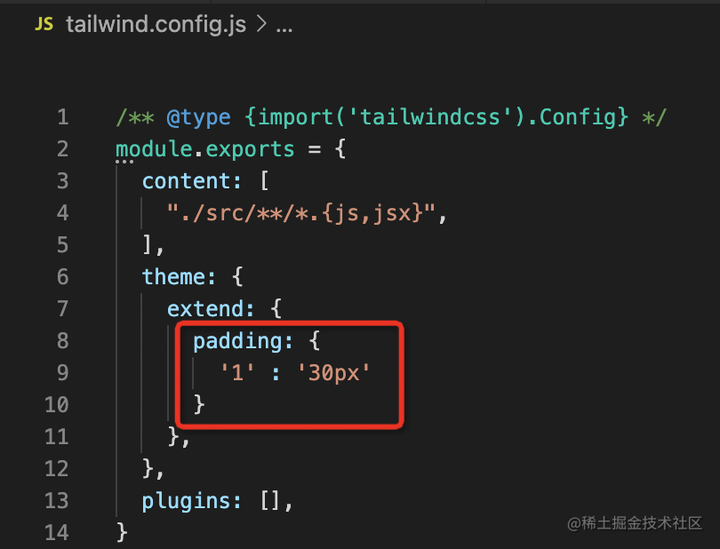 JS tailwind.config.js > ...
1 /** @type {import('tailwindcss').Config} */
2 module.exports = {
3 content: [
4 "./src/**/*.{js,jsx}",
5 ],
6 theme: {
7 extend: {
8 padding: {
9 '1' : '30px'
10 }
11 },
12 },
13 plugins: [],
14 }
@稀土掘金技术社区